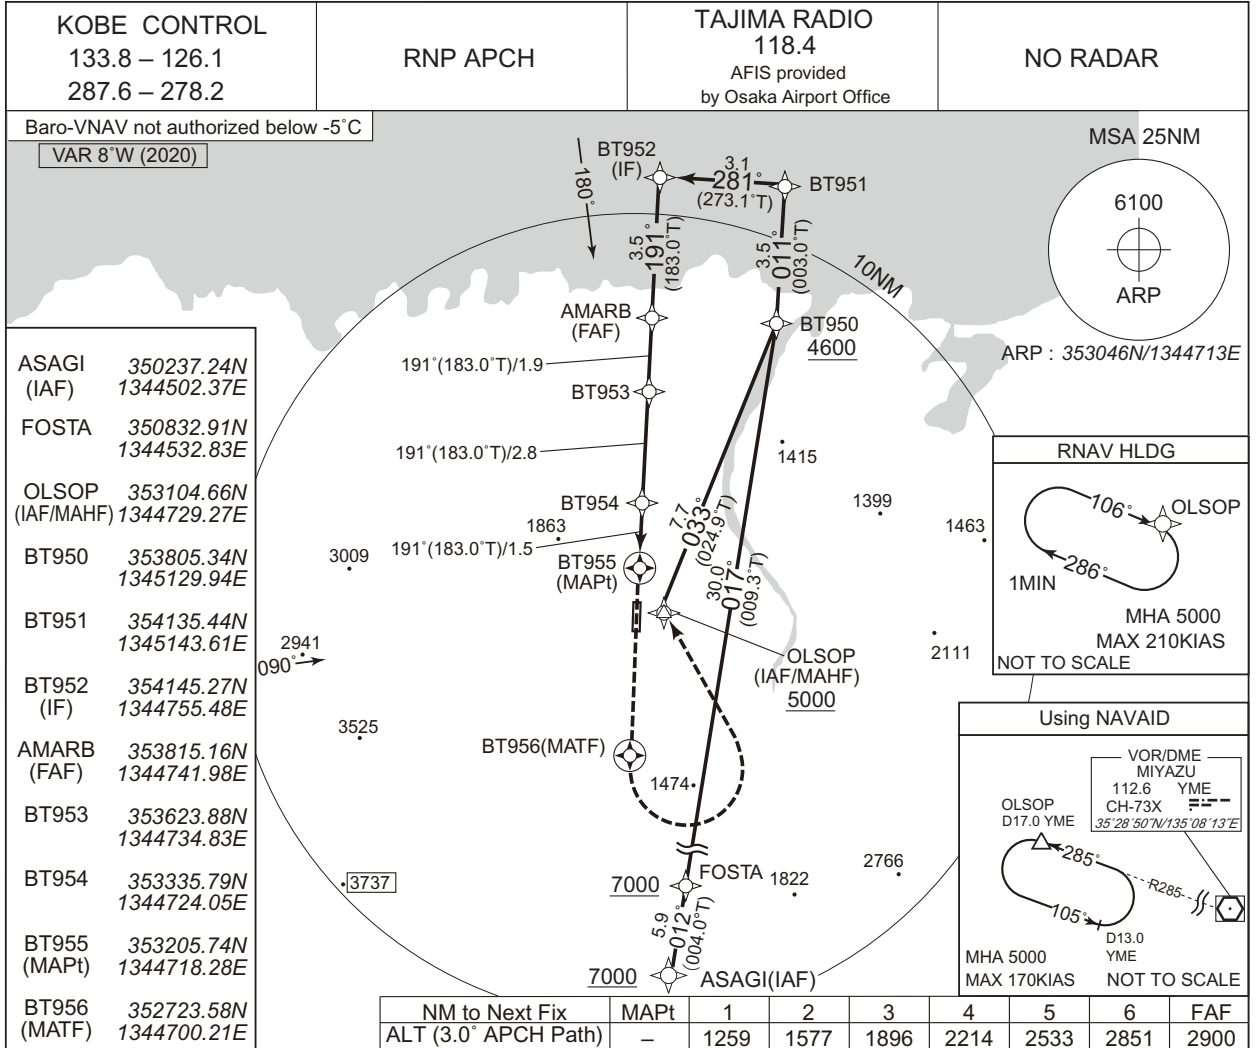 KOBE CONTROL
133.8 – 126.1
287.6 – 278.2
RNP APCH
TAJIMA RADIO
118.4
AFIS provided
by Osaka Airport Office
NO RADAR
Baro-VNAV not authorized below -5˚C
VAR 8˚W (2020)
MSA 25NM
6100
ARP
ARP : 353046N/1344713E
180˚
BT952
(IF)
3.1
281˚
(273.1˚T)
BT951
3.5
191˚
(183.0˚T)
3.5
011˚
(003.0˚T)
10NM
AMARB
(FAF)
BT950
4600
191˚(183.0˚T)/1.9
BT953
191˚(183.0˚T)/2.8
1415
BT954
1399
1863
1463
191˚(183.0˚T)/1.5
3009
BT955
(MAPt)
7.7
033˚
(024.9˚T)
30.0
017˚
(009.3˚T)
2941
090˚
2111
OLSOP
(IAF/MAHF)
5000
3525
BT956(MATF)
1474
3737
7000
FOSTA
1822
2766
5.9
012˚
(004.0˚T)
7000
ASAGI(IAF)
ASAGI
(IAF)
350237.24N
1344502.37E
FOSTA
350832.91N
1344532.83E
OLSOP
(IAF/MAHF)
353104.66N
1344729.27E
BT950
353805.34N
1345129.94E
BT951
354135.44N
1345143.61E
BT952
(IF)
354145.27N
1344755.48E
AMARB
(FAF)
353815.16N
1344741.98E
BT953
353623.88N
1344734.83E
BT954
353335.79N
1344724.05E
BT955
(MAPt)
353205.74N
1344718.28E
BT956
(MATF)
352723.58N
1344700.21E
RNAV HLDG
106˚
OLSOP
286˚
1MIN
MHA 5000
MAX 210KIAS
NOT TO SCALE
Using NAVAID
VOR/DME
MIYAZU
112.6 YME
CH-73X
35˚28'50"N/135˚08'13"E
OLSOP
D17.0 YME
285˚
R285
105˚
D13.0
YME
MHA 5000
MAX 170KIAS
NOT TO SCALE
NM to Next Fix MAPt 1 2 3 4 5 6 FAF
ALT (3.0˚ APCH Path) – 1259 1577 1896 2214 2533 2851 2900